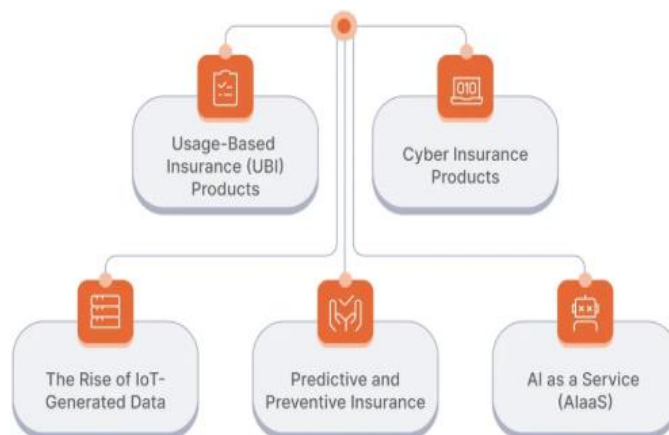 010
Usage-Based
Insurance (UBI)
Products
Cyber Insurance
Products
The Rise of IoT-
Generated Data
Predictive and
Preventive Insurance
AI as a Service
(AIaaS)